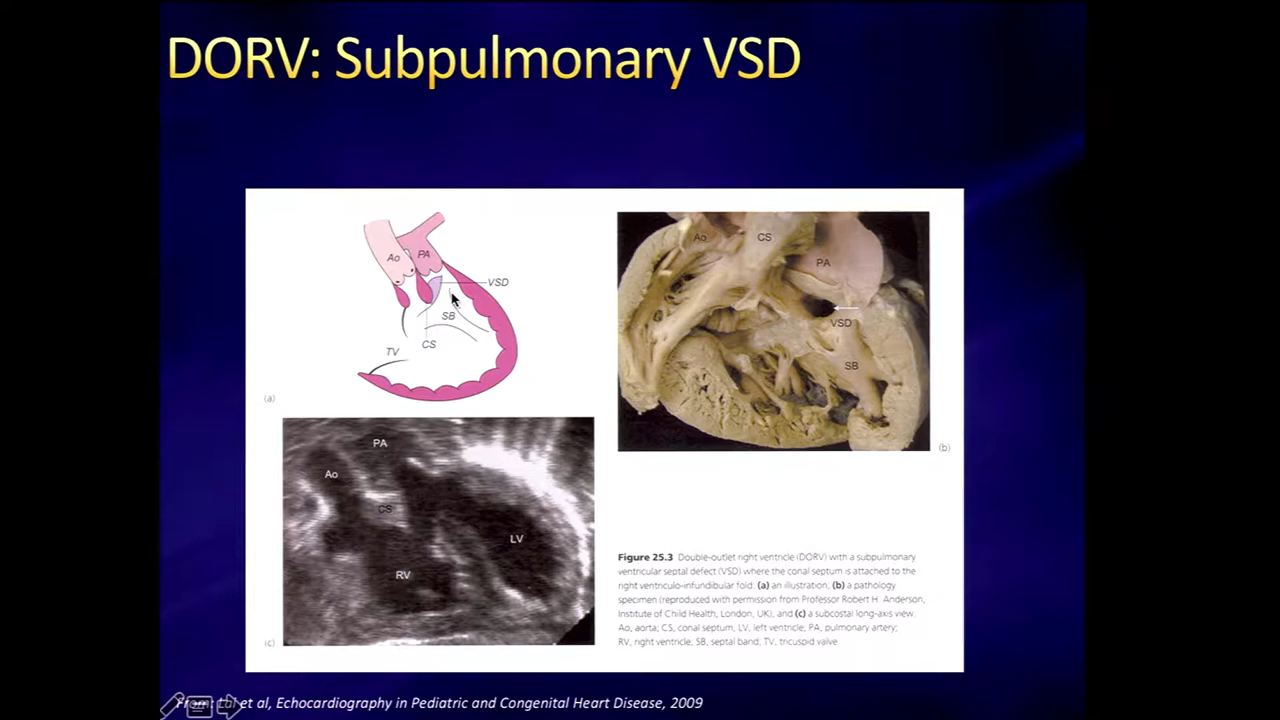 DORV: Subpulmonary VSD
Ao
PA
VSD
SB
CS
TV
(a)
Ao
CS
PA
VSD
SB
(b)
PA
Ao
CS
LV
RV
(c)
Figure 25.3 Double-outlet right ventricle (DORV) with a subpulmonary
ventricular septal defect (VSD) where the conal septum is attached to the
right ventriculo-infundibular fold: (a) an illustration, (b) a pathology
specimen (reproduced with permission from Professor Robert H. Anderson,
Institute of Child Health, London, UK), and (c) a subcostal long-axis view.
Ao, aorta; CS, conal septum, LV, left ventricle; PA, pulmonary artery;
RV, right ventricle; SB, septal band; TV, tricuspid valve
From: Lai et al, Echocardiography in Pediatric and Congenital Heart Disease, 2009